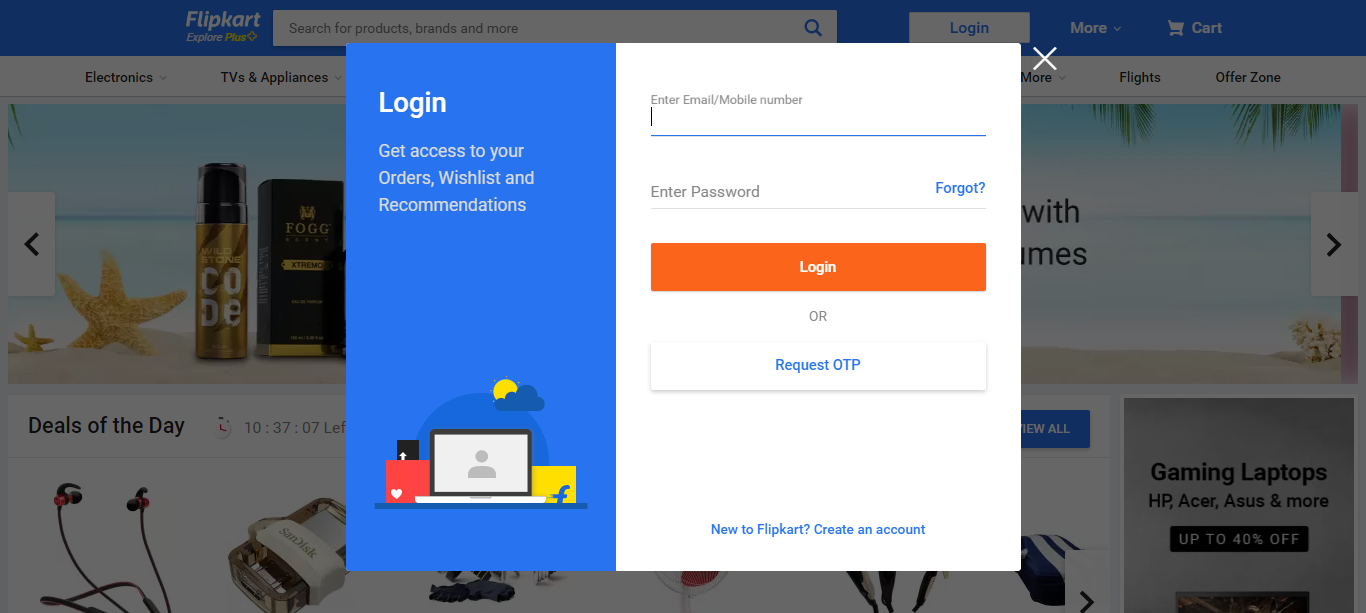 Flipkart
Explore Plus
Search for products, brands and more
Login
More
Cart
Electronics
TVs & Appliances
More
Flights
Offer Zone
Login
Get access to your
Orders, Wishlist and
Recommendations
Enter Email/Mobile number
Enter Password
Forgot?
Login
OR
Request OTP
New to Flipkart? Create an account
WILD
STONE
CODe
FOGG
SCENT
XTREMO
with
umes
Deals of the Day
10 : 37 : 07 Lef
VIEW ALL
SanDisk
Gaming Laptops
HP, Acer, Asus & more
UP TO 40% OFF